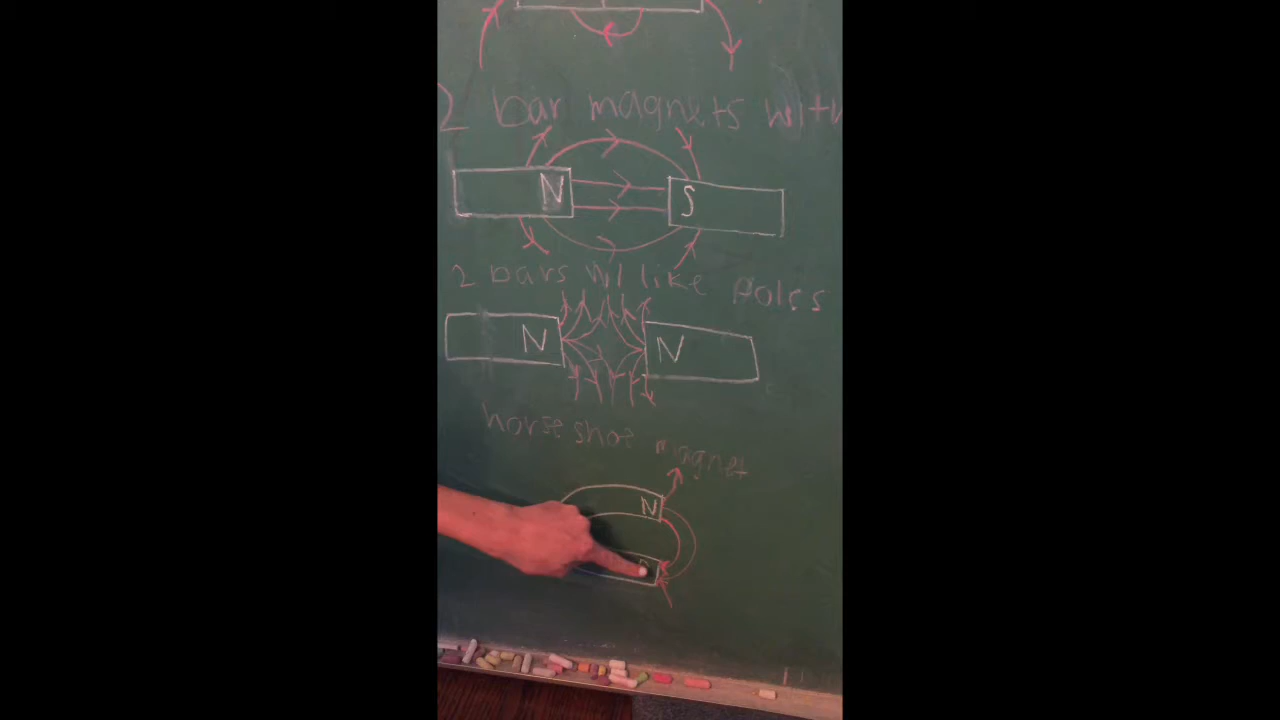 2 bar magnets with
N S
2 bars w/ like poles
N N
horse shoe magnet
N